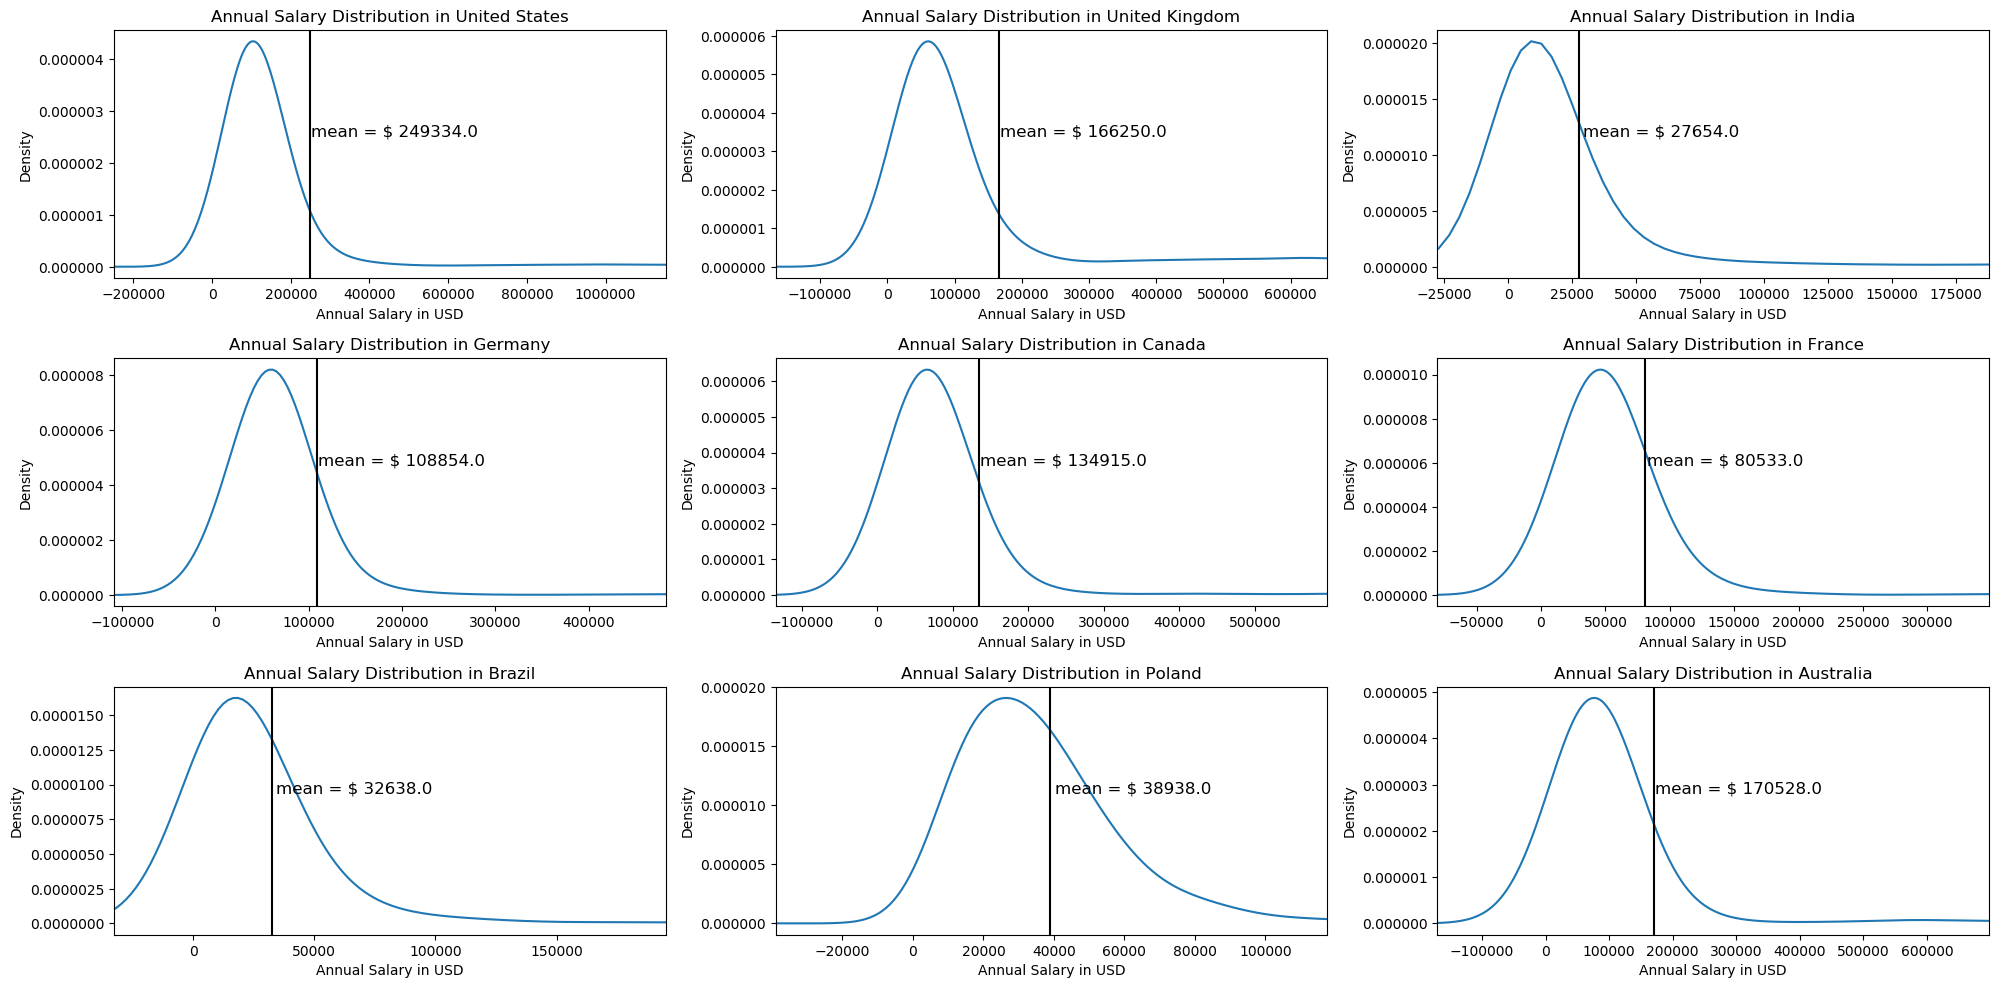 Annual Salary Distribution in United States
0.000004
0.000003
0.000002
0.000001
0.000000
Density
mean = $ 249334.0
−200000 0 200000 400000 600000 800000 1000000
Annual Salary in USD
Annual Salary Distribution in United Kingdom
0.000006
0.000005
0.000004
0.000003
0.000002
0.000001
0.000000
Density
mean = $ 166250.0
−100000 0 100000 200000 300000 400000 500000 600000
Annual Salary in USD
Annual Salary Distribution in India
0.000020
0.000015
0.000010
0.000005
0.000000
Density
mean = $ 27654.0
−25000 0 25000 50000 75000 100000 125000 150000 175000
Annual Salary in USD
Annual Salary Distribution in Germany
0.000008
0.000006
0.000004
0.000002
0.000000
Density
mean = $ 108854.0
−100000 0 100000 200000 300000 400000
Annual Salary in USD
Annual Salary Distribution in Canada
0.000006
0.000005
0.000004
0.000003
0.000002
0.000001
0.000000
Density
mean = $ 134915.0
−100000 0 100000 200000 300000 400000 500000
Annual Salary in USD
Annual Salary Distribution in France
0.000010
0.000008
0.000006
0.000004
0.000002
0.000000
Density
mean = $ 80533.0
−50000 0 50000 100000 150000 200000 250000 300000
Annual Salary in USD
Annual Salary Distribution in Brazil
0.0000150
0.0000125
0.0000100
0.0000075
0.0000050
0.0000025
0.0000000
Density
mean = $ 32638.0
0 50000 100000 150000
Annual Salary in USD
Annual Salary Distribution in Poland
0.000020
0.000015
0.000010
0.000005
0.000000
Density
mean = $ 38938.0
−20000 0 20000 40000 60000 80000 100000
Annual Salary in USD
Annual Salary Distribution in Australia
0.000005
0.000004
0.000003
0.000002
0.000001
0.000000
Density
mean = $ 170528.0
−100000 0 100000 200000 300000 400000 500000 600000
Annual Salary in USD